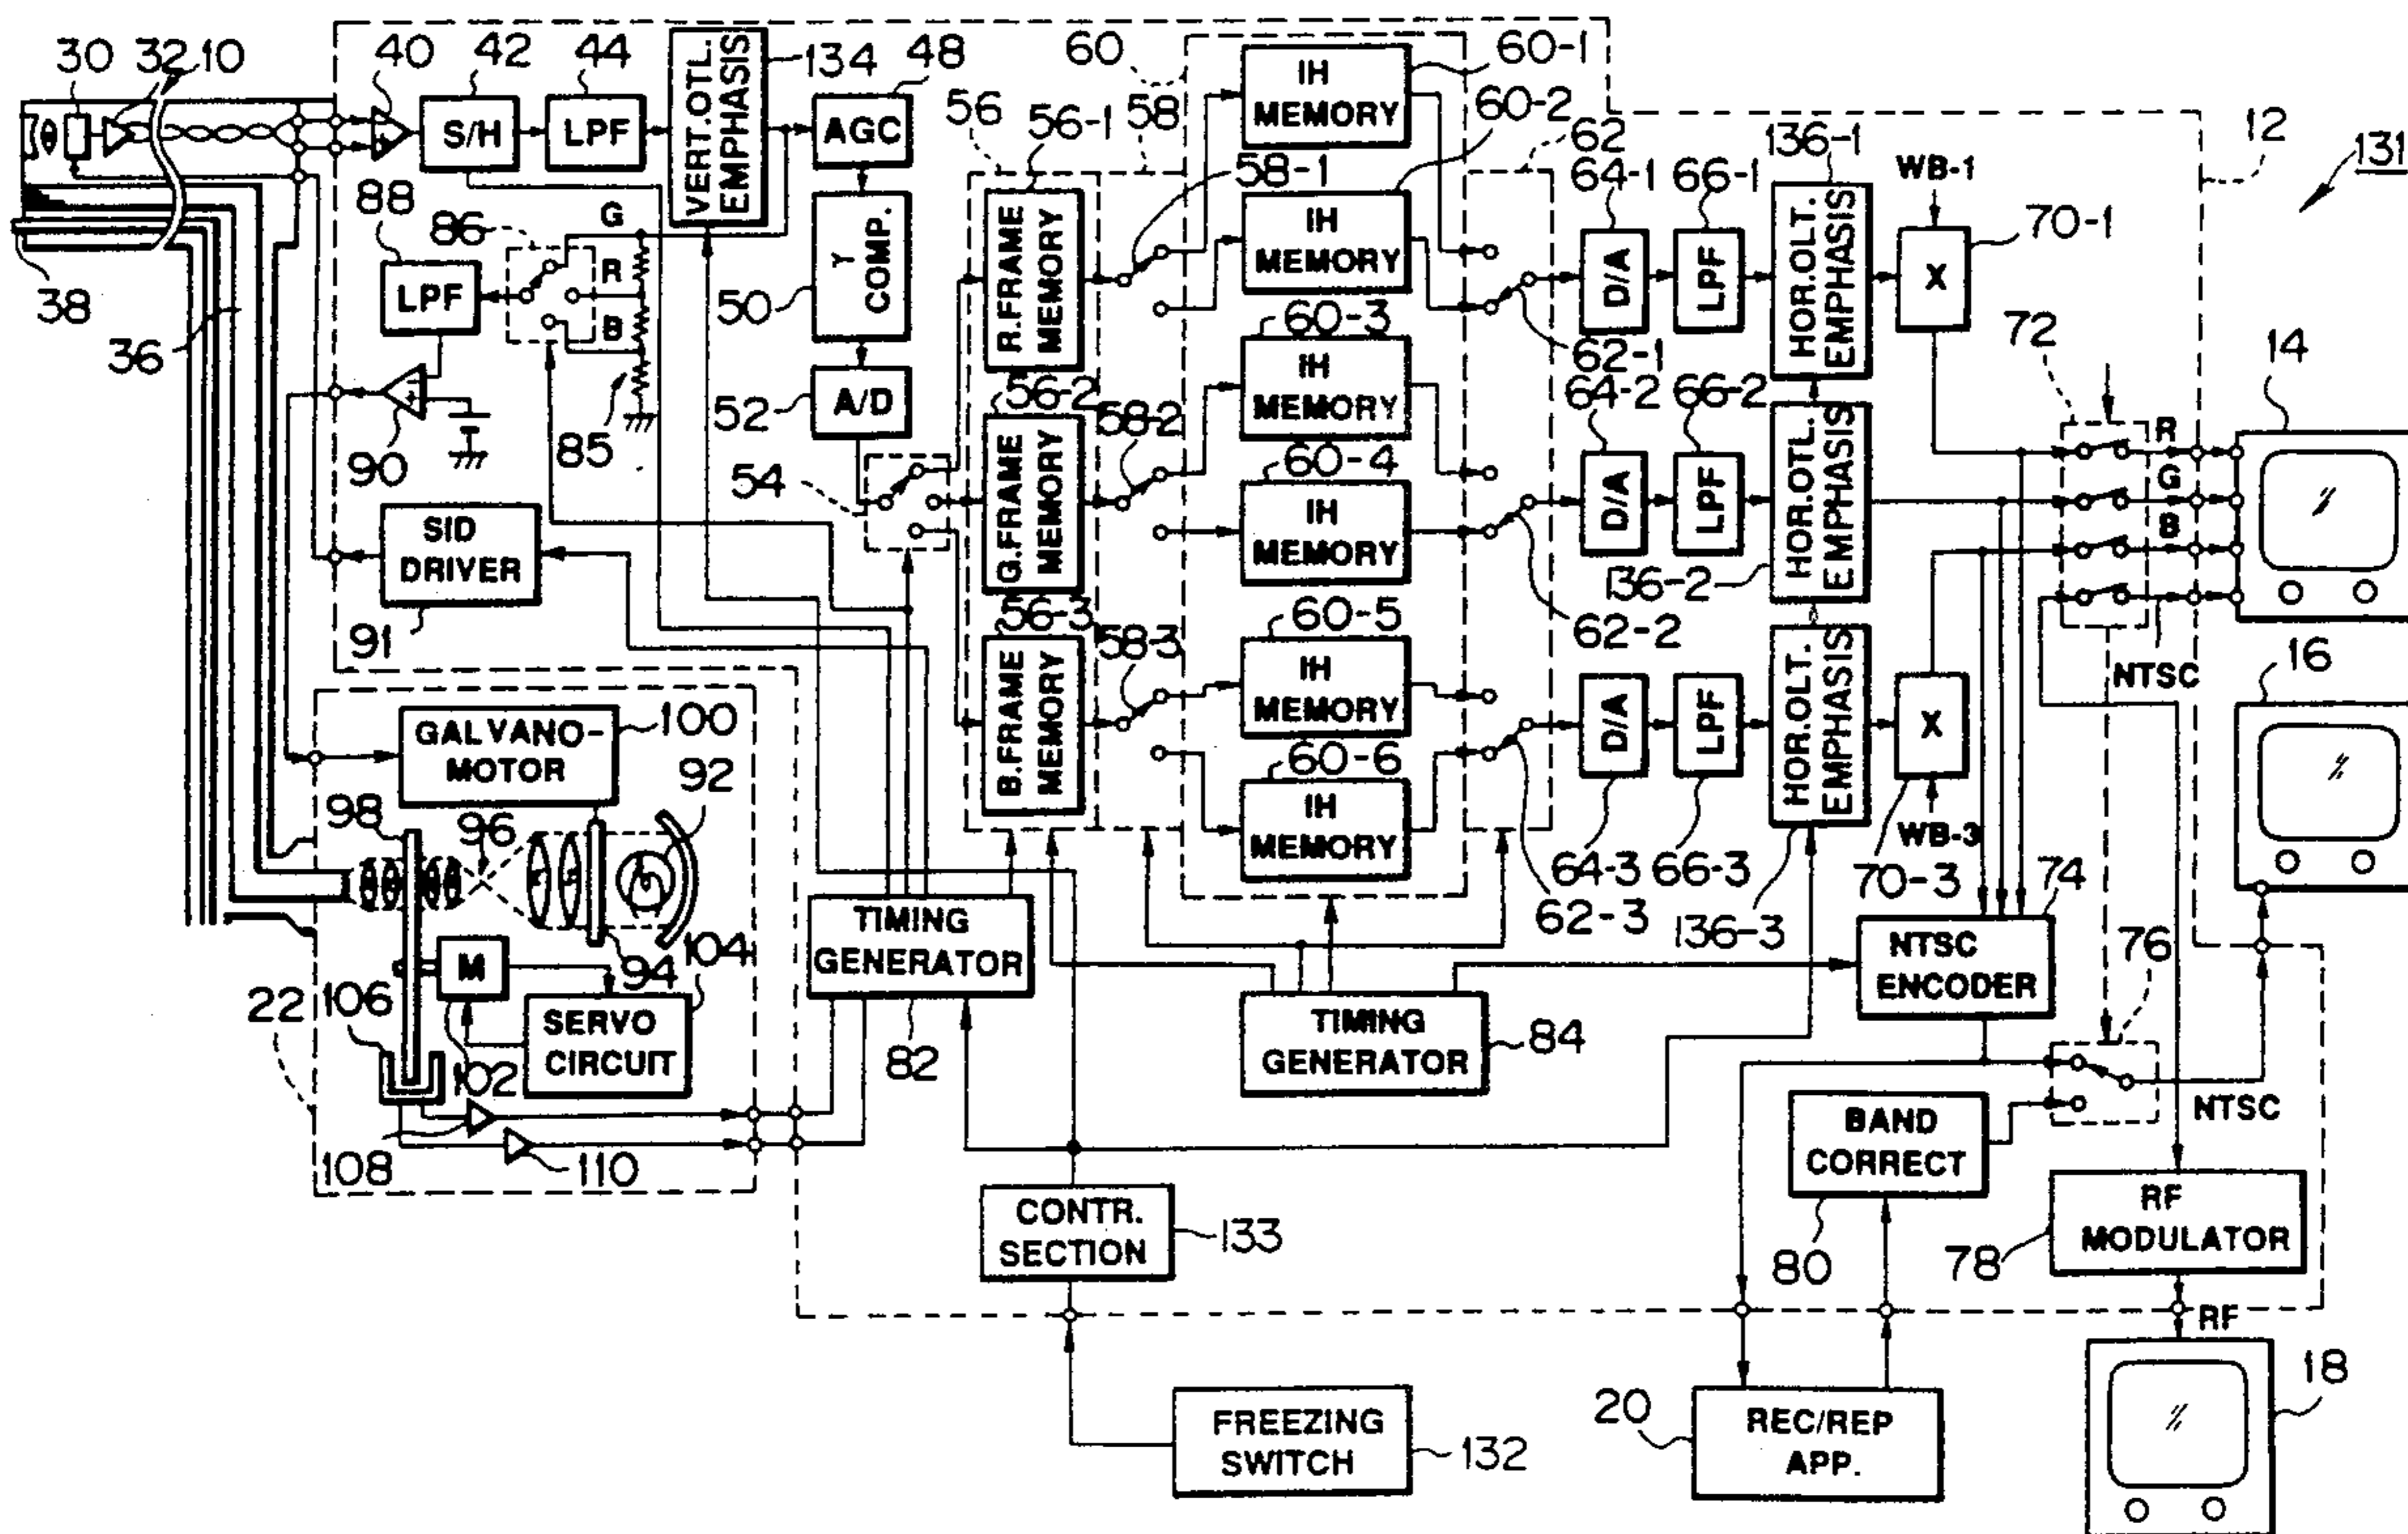 30
32
10
40
42
44
134
48
60
60-1
IH
MEMORY
60-2
S/H
LPF
VERT.OTL.
EMPHASIS
AGC
56
56-1
58
58-1
IH
MEMORY
62
64-1
66-1
136-1
WB-1
12
131
38
36
88
86
G
R
B
LPF
50
γ
COMP.
R.FRAME
MEMORY
D/A
LPF
HOR.OLT.
EMPHASIS
X
70-1
62-1
60-3
IH
MEMORY
72
14
90
85
52
A/D
56-2
58-2
64-2
66-2
54
G.FRAME
MEMORY
60-4
IH
MEMORY
D/A
LPF
HOR.OTL.
EMPHASIS
136-2
62-2
R
G
B
NTSC
SID
DRIVER
91
56-3
58-3
B.FRAME
MEMORY
60-5
IH
MEMORY
60-6
IH
MEMORY
D/A
LPF
HOR.OLT.
EMPHASIS
X
WB-3
70-3
64-3
66-3
62-3
136-3
16
GALVANO-
MOTOR
100
92
98
96
94
104
M
106
102
22
SERVO
CIRCUIT
108
110
TIMING
GENERATOR
82
TIMING
GENERATOR
84
74
NTSC
ENCODER
76
NTSC
BAND
CORRECT
80
RF
MODULATOR
78
RF
CONTR.
SECTION
133
FREEZING
SWITCH
132
20
REC/REP
APP.
18